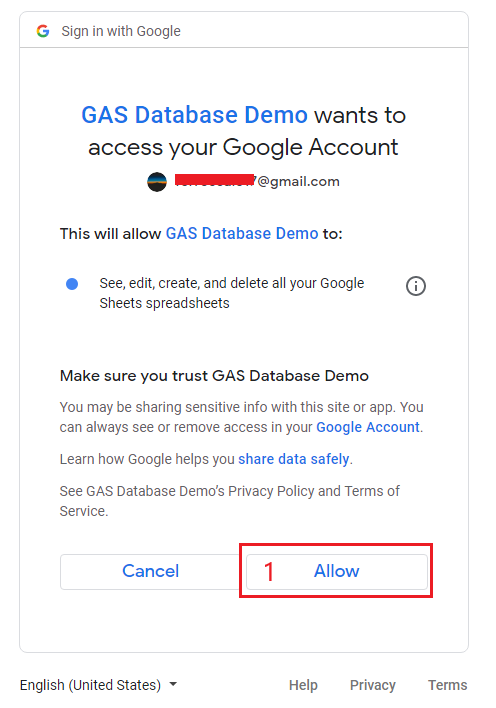 Sign in with Google
GAS Database Demo wants to
access your Google Account
@gmail.com
This will allow GAS Database Demo to:
See, edit, create, and delete all your Google
Sheets spreadsheets
Make sure you trust GAS Database Demo
You may be sharing sensitive info with this site or app. You
can always see or remove access in your Google Account.
Learn how Google helps you share data safely.
See GAS Database Demo's Privacy Policy and Terms of
Service.
Cancel
1 Allow
English (United States)
Help Privacy Terms